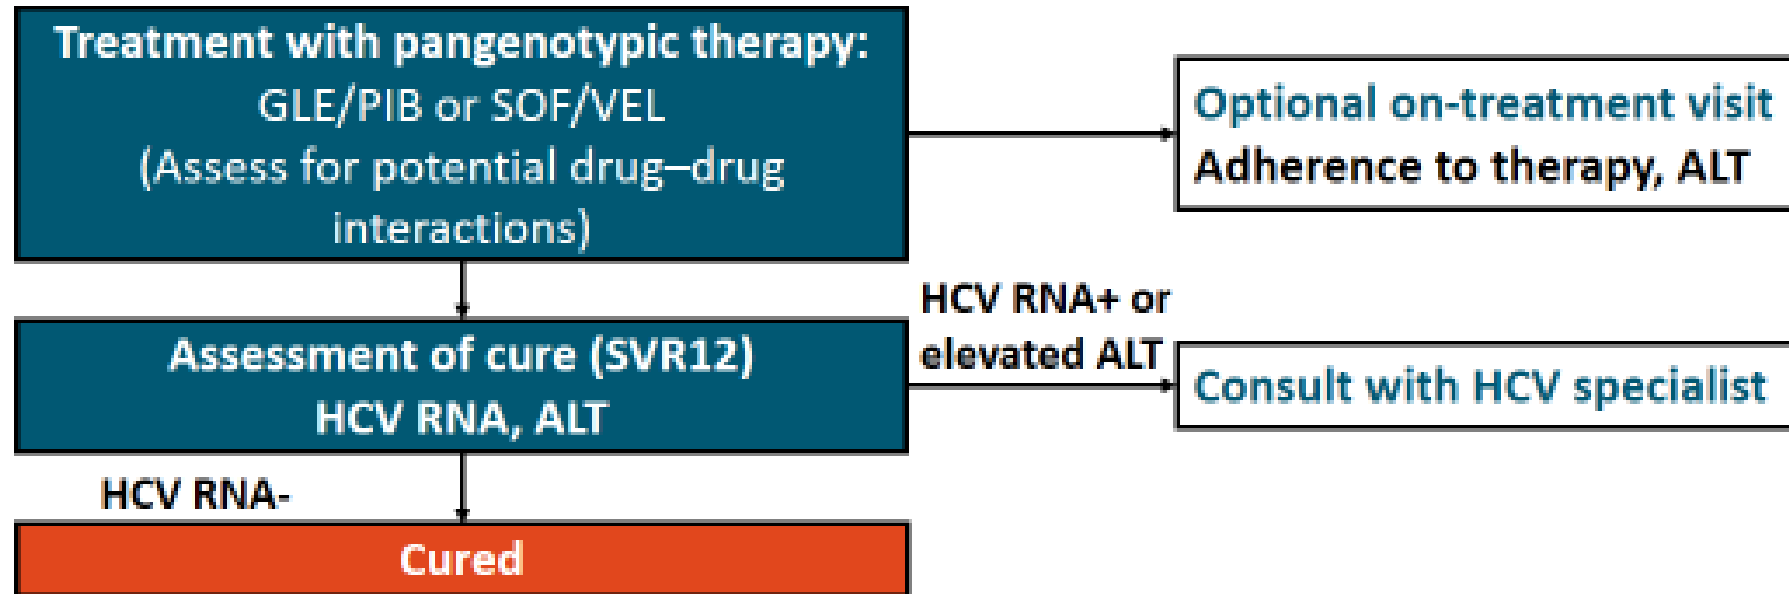 Treatment with pangenotypic therapy:
GLE/PIB or SOF/VEL
(Assess for potential drug–drug
interactions)
Optional on-treatment visit
Adherence to therapy, ALT
HCV RNA+ or
elevated ALT
Assessment of cure (SVR12)
HCV RNA, ALT
Consult with HCV specialist
HCV RNA-
Cured